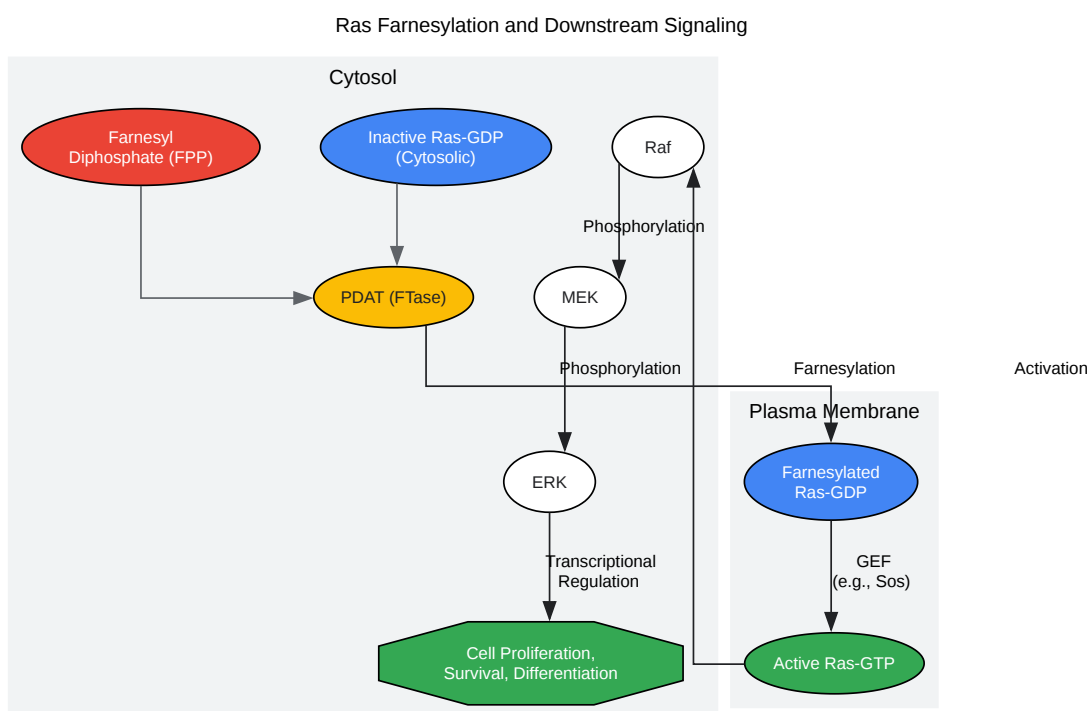 Ras Farnesylation and Downstream Signaling
Cytosol
Farnesyl
Diphosphate (FPP)
Inactive Ras-GDP
(Cytosolic)
Raf
Phosphorylation
PDAT (FTase)
MEK
Phosphorylation
Farnesylation
Activation
Plasma Membrane
ERK
Farnesylated
Ras-GDP
Transcriptional
Regulation
GEF
(e.g., Sos)
Cell Proliferation,
Survival, Differentiation
Active Ras-GTP